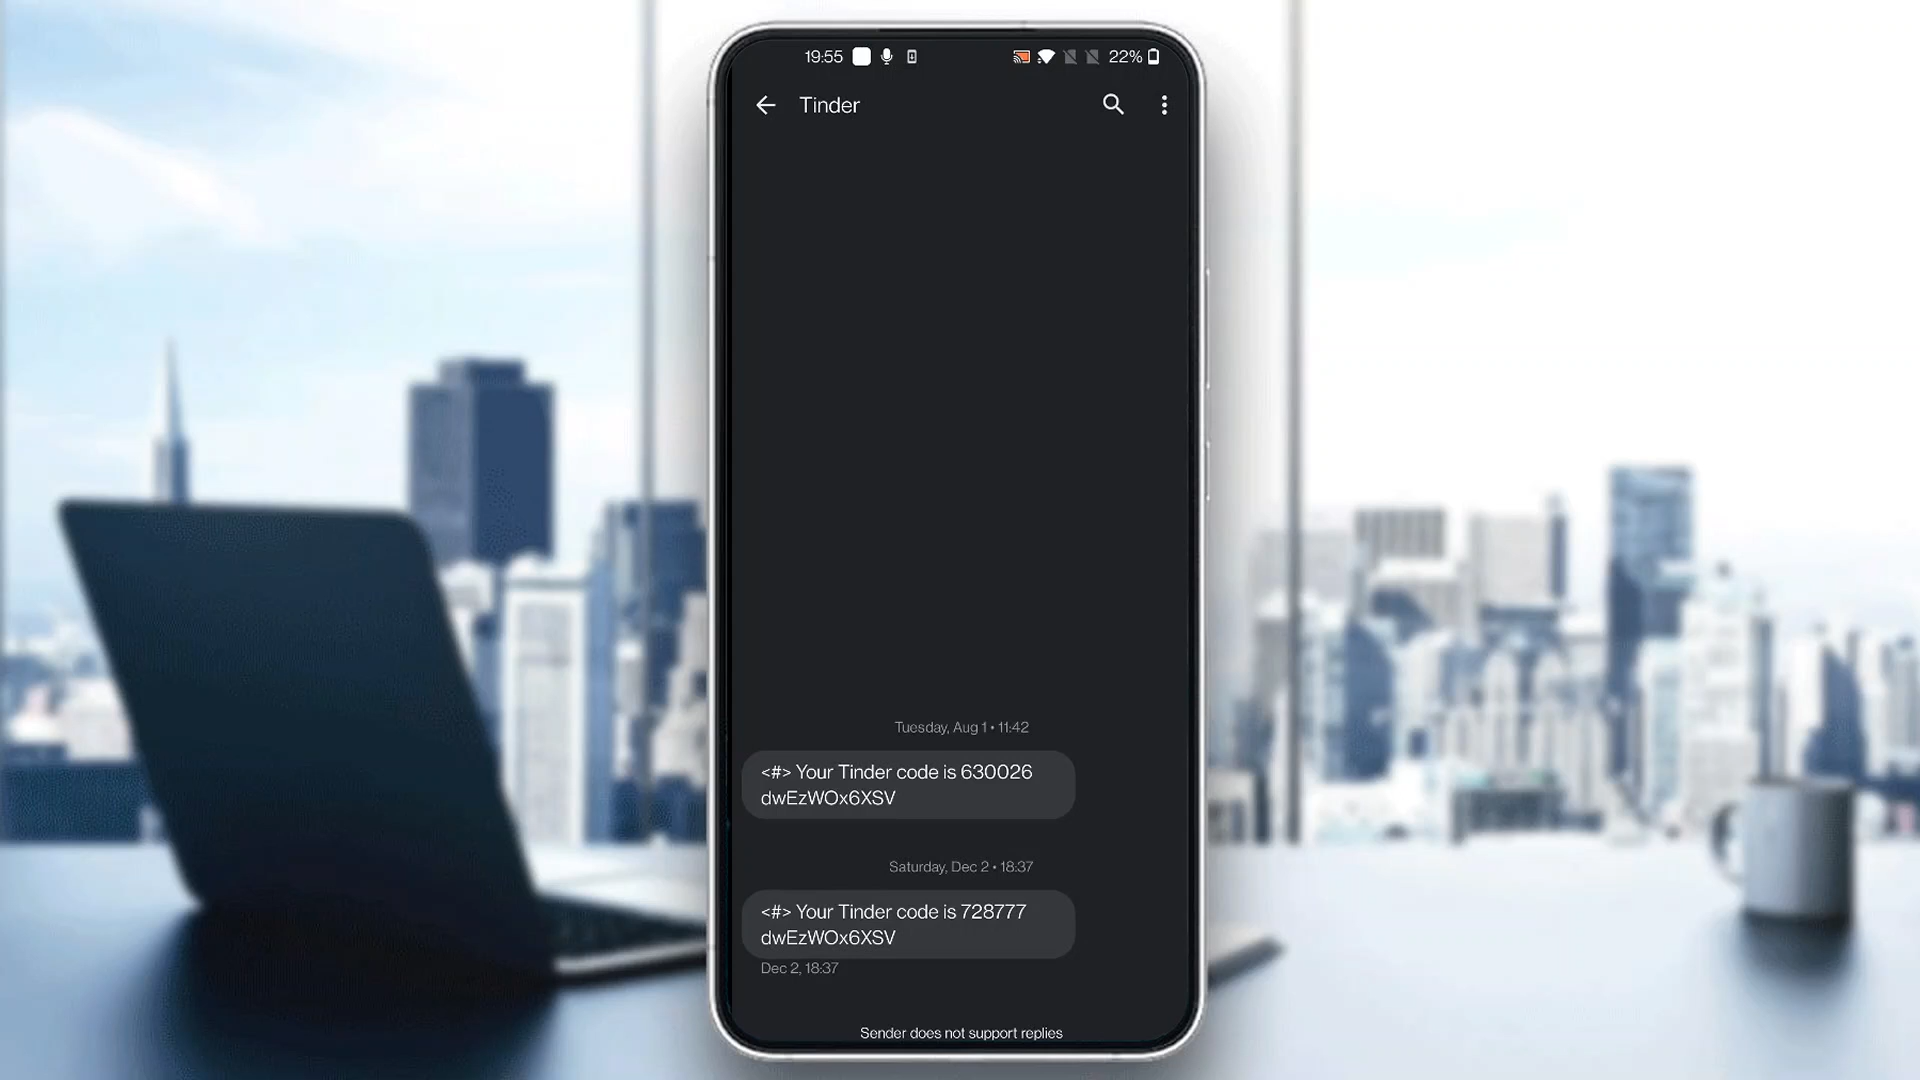 19:55 22%
Tinder
Tuesday, Aug 1 • 11:42
<#> Your Tinder code is 630026
dwEzWOx6XSV
Saturday, Dec 2 • 18:37
<#> Your Tinder code is 728777
dwEzWOx6XSV
Dec 2, 18:37
Sender does not support replies